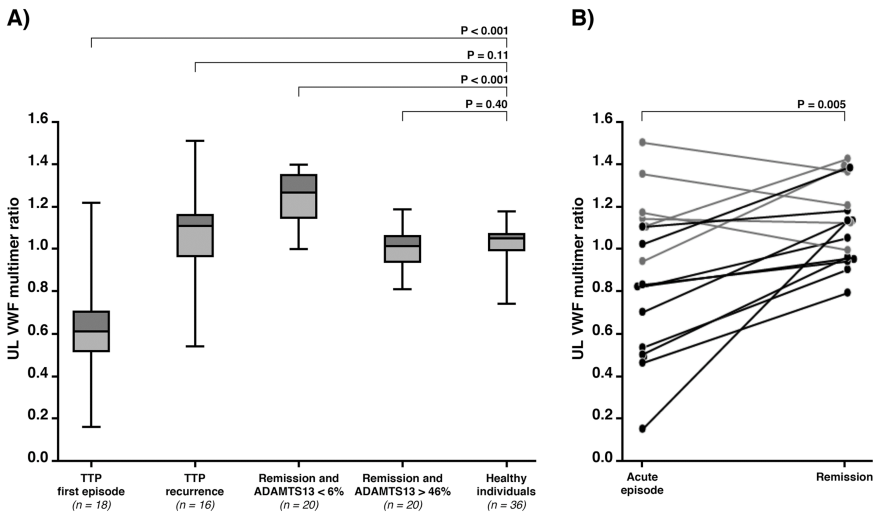 A)
B)
P < 0.001
P = 0.11
P < 0.001
P = 0.40
P = 0.005
UL VWF multimer ratio
1.6
1.4
1.2
1.0
0.8
0.6
0.4
0.2
0.0
TTP
first episode
(n = 18)
TTP
recurrence
(n = 16)
Remission and
ADAMTS13 < 6%
(n = 20)
Remission and
ADAMTS13 > 46%
(n = 20)
Healthy
individuals
(n = 36)
UL VWF multimer ratio
1.6
1.4
1.2
1.0
0.8
0.6
0.4
0.2
0.0
Acute
episode
Remission